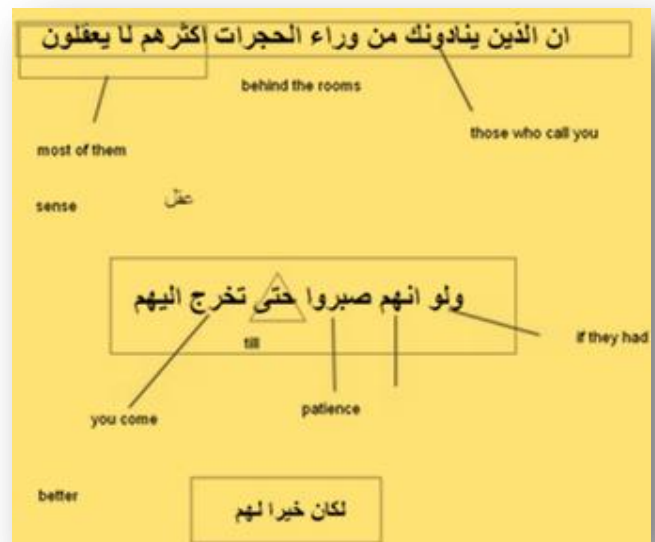 ان الذين ينادونك من وراء الحجرات اكثرهم لا يعقلون
behind the rooms
those who call you
most of them
sense
عقل
ولو انهم صبروا حتى تخرج اليهم
till
if they had
patience
you come
better
لكان خيرا لهم